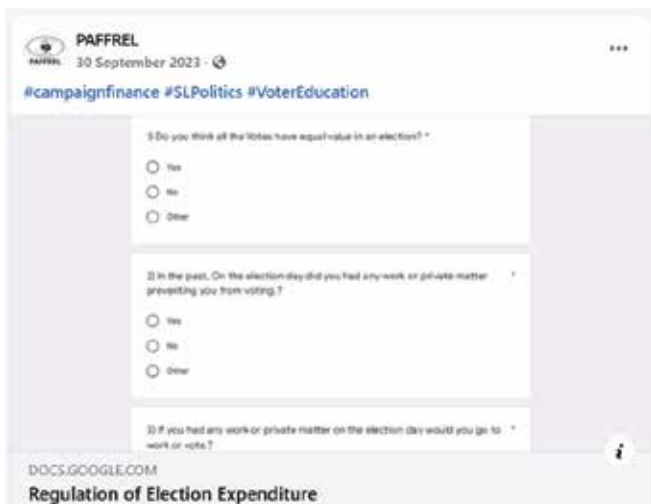 PAFFREL
PAFFREL
30 September 2023 ·
#campaignfinance #SLPolitics #VoterEducation
Do you think all the Votes have equal value in an election? *
Yes
No
Other
2) In the past, On the election day did you had any work or private matter *
preventing you from voting.?
Yes
No
Other
3) If you had any work or private matter on the election day would you go to *
work or vote.?
i
DOCS.GOOGLE.COM
Regulation of Election Expenditure